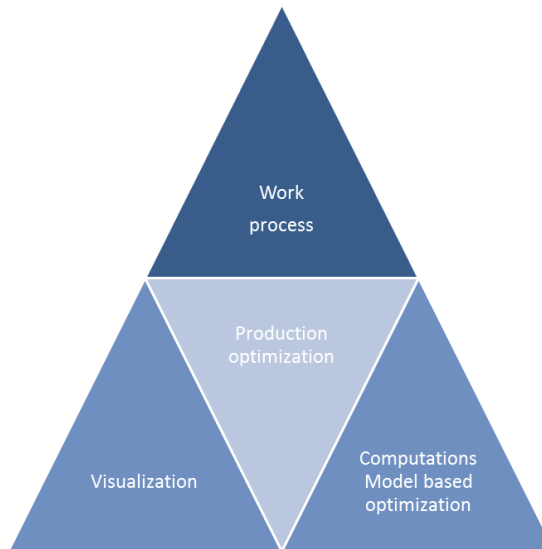 Work
process
Production
optimization
Visualization
Computations
Model based
optimization